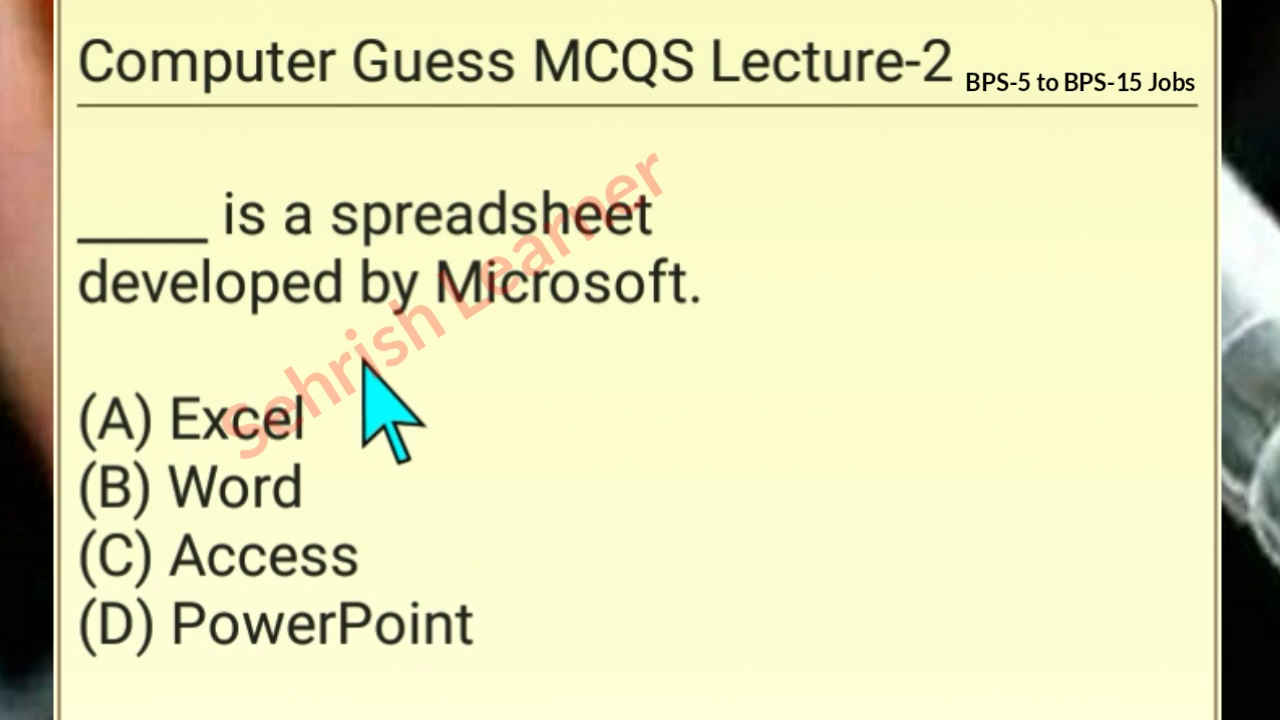 Computer Guess MCQS Lecture-2 BPS-5 to BPS-15 Jobs
_____ is a spreadsheet
developed by Microsoft.
Sehrish Learner
(A) Excel
(B) Word
(C) Access
(D) PowerPoint